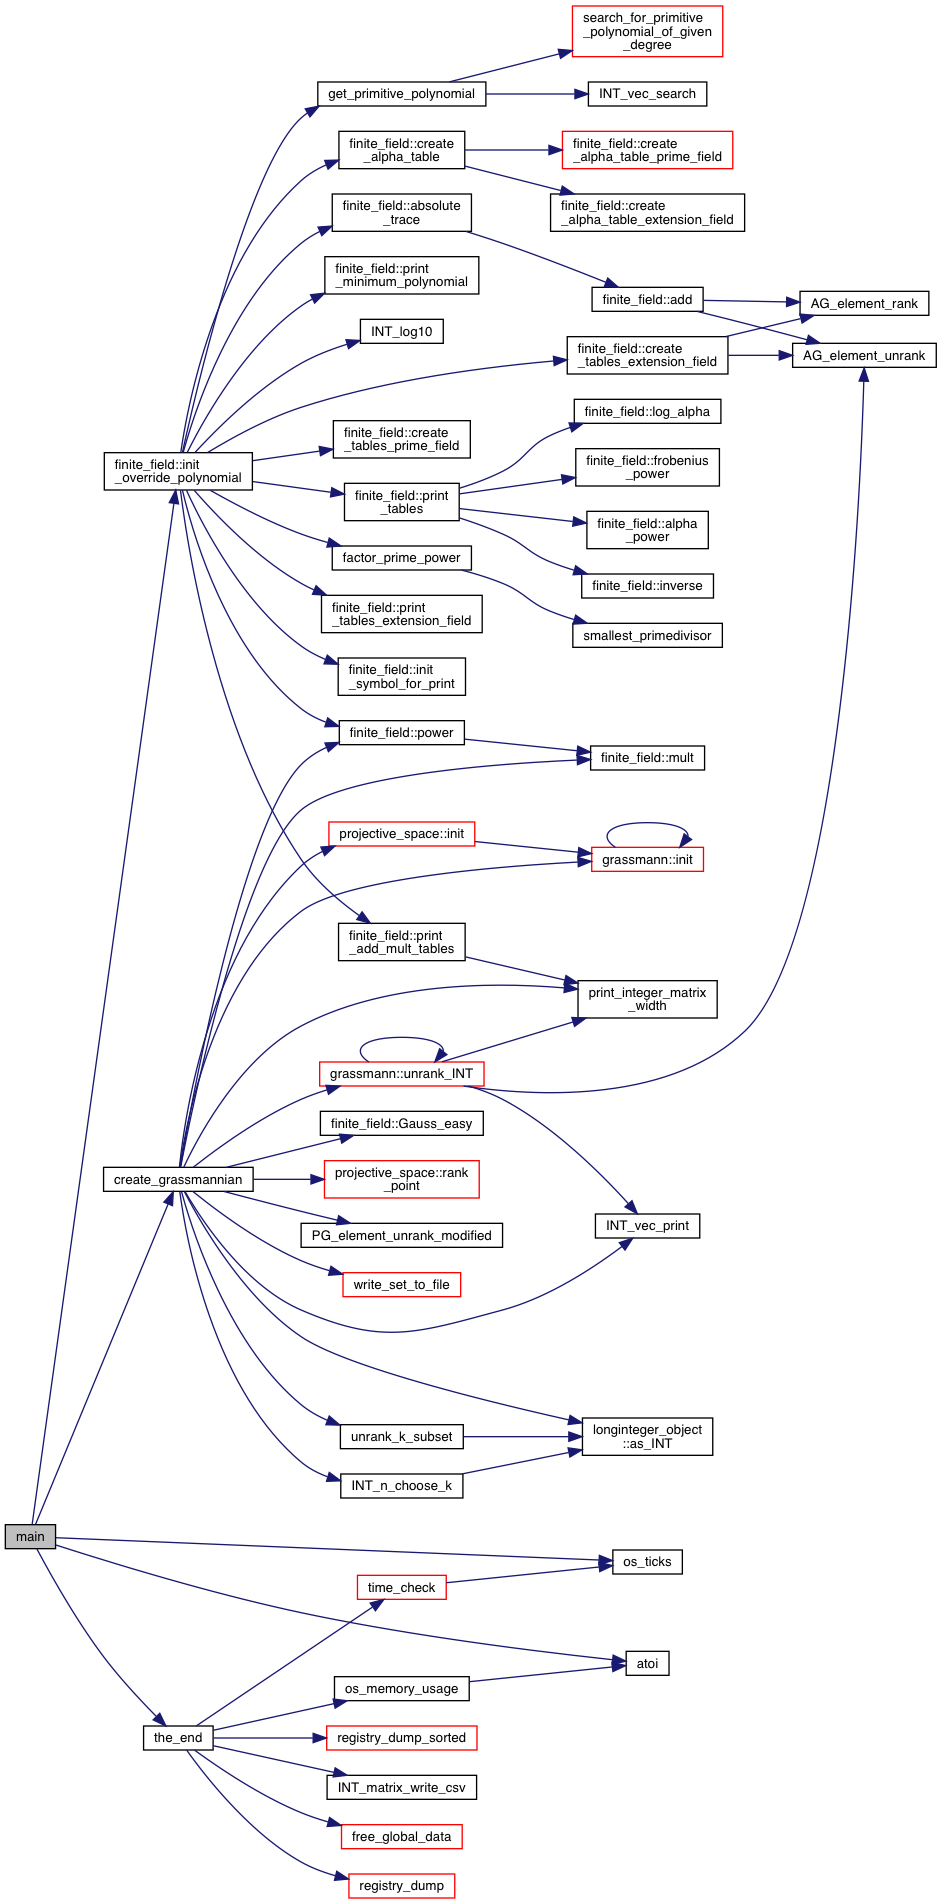 search_for_primitive
_polynomial_of_given
_degree
get_primitive_polynomial
INT_vec_search
finite_field::create
_alpha_table
finite_field::create
_alpha_table_prime_field
finite_field::create
_alpha_table_extension_field
finite_field::absolute
_trace
finite_field::print
_minimum_polynomial
finite_field::add
AG_element_rank
INT_log10
finite_field::create
_tables_extension_field
AG_element_unrank
finite_field::log_alpha
finite_field::create
_tables_prime_field
finite_field::init
_override_polynomial
finite_field::frobenius
_power
finite_field::print
_tables
finite_field::alpha
_power
factor_prime_power
finite_field::inverse
finite_field::print
_tables_extension_field
smallest_primedivisor
finite_field::init
_symbol_for_print
finite_field::power
finite_field::mult
projective_space::init
grassmann::init
finite_field::print
_add_mult_tables
print_integer_matrix
_width
grassmann::unrank_INT
finite_field::Gauss_easy
create_grassmannian
projective_space::rank
_point
PG_element_unrank_modified
INT_vec_print
write_set_to_file
unrank_k_subset
longinteger_object
::as_INT
INT_n_choose_k
main
os_ticks
time_check
atoi
os_memory_usage
the_end
registry_dump_sorted
INT_matrix_write_csv
free_global_data
registry_dump